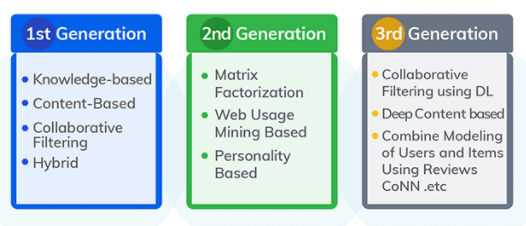 1st Generation
Knowledge-based
Content-Based
Collaborative
Filtering
Hybrid
2nd Generation
Matrix
Factorization
Web Usage
Mining Based
Personality
Based
3rd Generation
Collaborative
Filtering using DL
Deep Content based
Combine Modeling
of Users and Items
Using Reviews
CoNN .etc